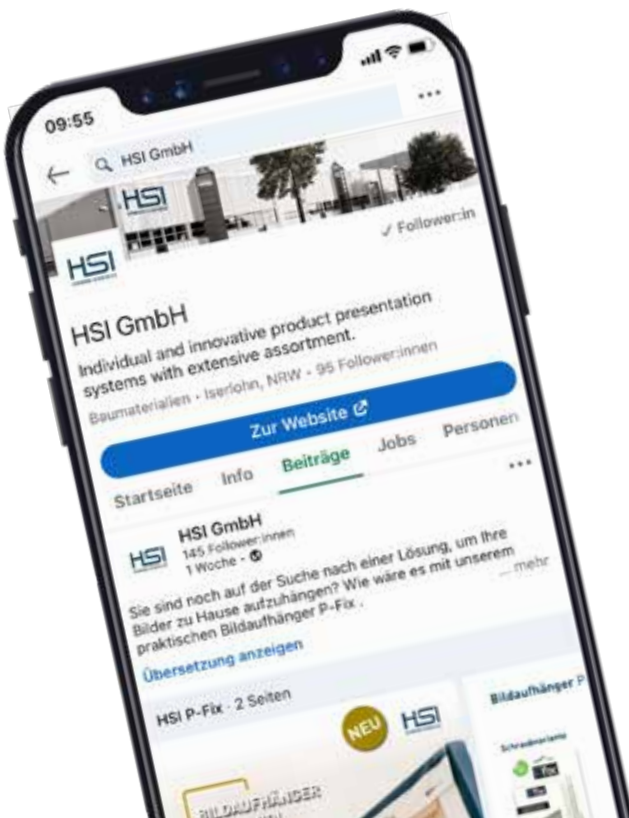 09:55
HSI GmbH
HSI
HSI
✓ Follower:in
HSI GmbH
Individual and innovative product presentation
systems with extensive assortment.
Baumaterialien • Iserlohn, NRW • 95 Follower:innen
Zur Website
Startseite Info Beiträge Jobs Personen
HSI
HSI GmbH
145 Follower:innen
1 Woche •
Sie sind noch auf der Suche nach einer Lösung, um Ihre
Bilder zu Hause aufzuhängen? Wie wäre es mit unserem
praktischen Bildaufhänger P-Fix .
... mehr
Übersetzung anzeigen
HSI P-Fix · 2 Seiten
NEU
HSI
BILDAUFHÄNGER
Bildaufhänger P